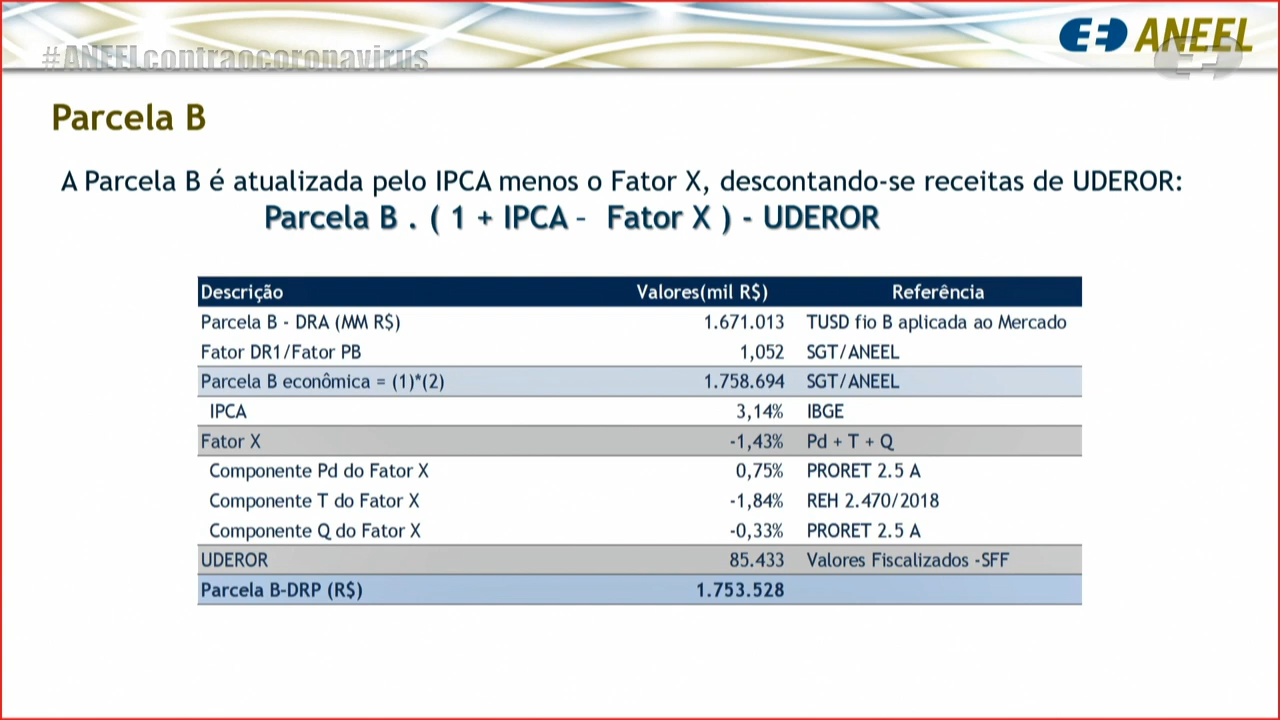 ANEEL
#ANEELcontraocoronavirus
Parcela B
A Parcela B é atualizada pelo IPCA menos o Fator X, descontando-se receitas de UDEROR:
Parcela B . ( 1 + IPCA – Fator X ) - UDEROR
Descrição Valores(mil R$) Referência
Parcela B - DRA (MM R$) 1.671.013 TUSD fio B aplicada ao Mercado
Fator DR1/Fator PB 1,052 SGT/ANEEL
Parcela B econômica = (1)*(2) 1.758.694 SGT/ANEEL
IPCA 3,14% IBGE
Fator X -1,43% Pd + T + Q
Componente Pd do Fator X 0,75% PRORET 2.5 A
Componente T do Fator X -1,84% REH 2.470/2018
Componente Q do Fator X -0,33% PRORET 2.5 A
UDEROR 85.433 Valores Fiscalizados -SFF
Parcela B-DRP (R$) 1.753.528